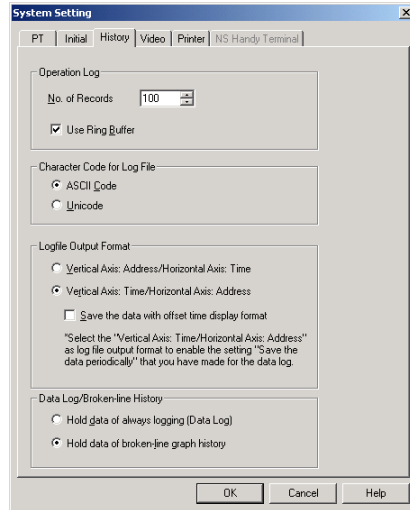 System Setting
PT Initial History Video Printer NS Handy Terminal
Operation Log
No. of Records 100
Use Ring Buffer
Character Code for Log File
ASCII Code
Unicode
Logfile Output Format
Vertical Axis: Address/Horizontal Axis: Time
Vertical Axis: Time/Horizontal Axis: Address
Save the data with offset time display format
"Select the "Vertical Axis: Time/Horizontal Axis: Address"
as log file output format to enable the setting "Save the
data periodically" that you have made for the data log.
Data Log/Broken-line History
Hold data of always logging (Data Log)
Hold data of broken-line graph history
OK Cancel Help